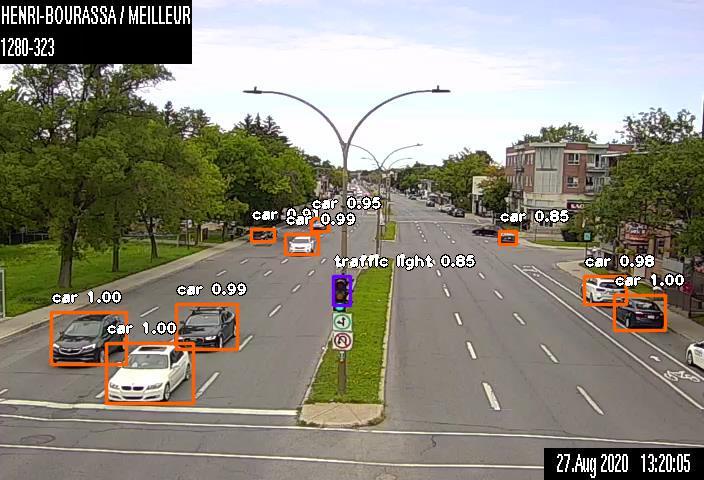 HENRI-BOURASSA / MEILLEUR
1280-323
car 0.95
car 0.99
car 0.85
traffic light 0.85
car 0.98
car 1.00
car 1.00
car 0.99
car 1.00
27.Aug 2020 13:20:05